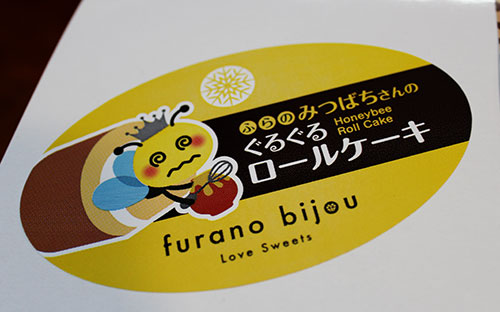 ふらのみつばちさんの
ぐるぐる
Honeybee
Roll Cake
ロールケーキ
furano bijou
Love Sweets